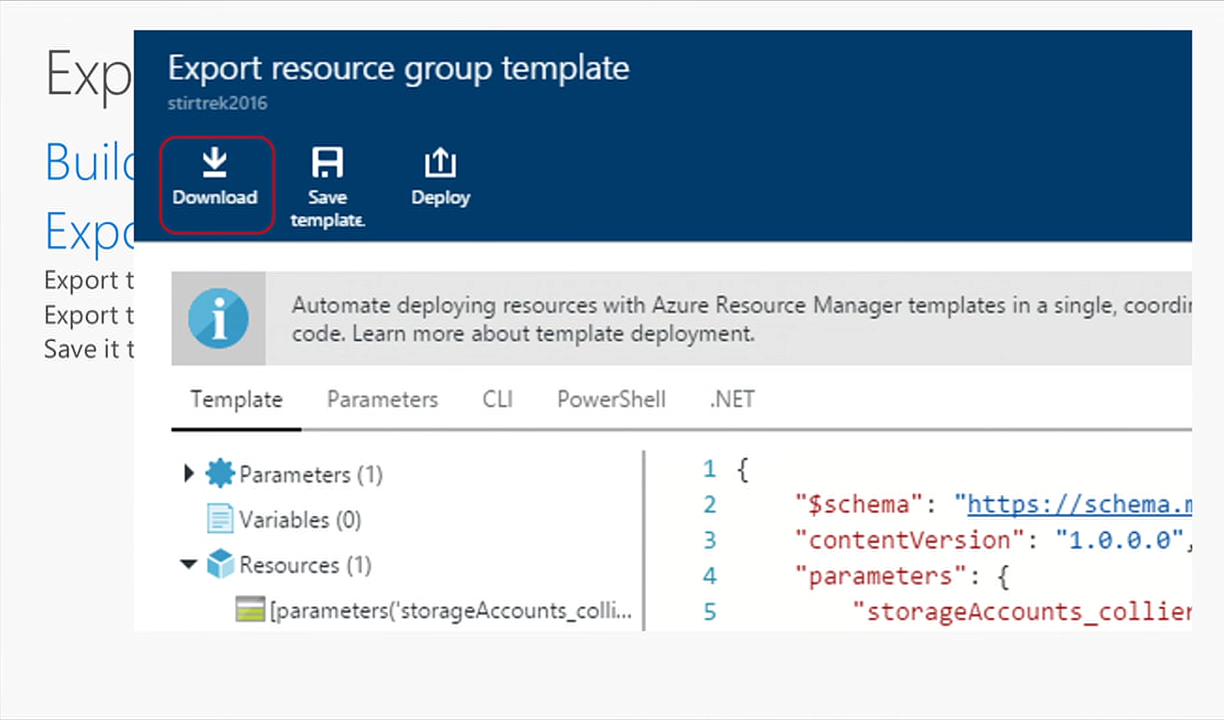 Exp
Build
Expo
Export t
Export t
Save it t
Export resource group template
stirtrek2016
Download
Save
template
Deploy
Automate deploying resources with Azure Resource Manager templates in a single, coordin
code. Learn more about template deployment.
Template Parameters CLI PowerShell .NET
Parameters (1)
Variables (0)
Resources (1)
[parameters('storageAccounts_colli...
1 {
2 "$schema": "https://schema.m
3 "contentVersion": "1.0.0.0",
4 "parameters": {
5 "storageAccounts_collier